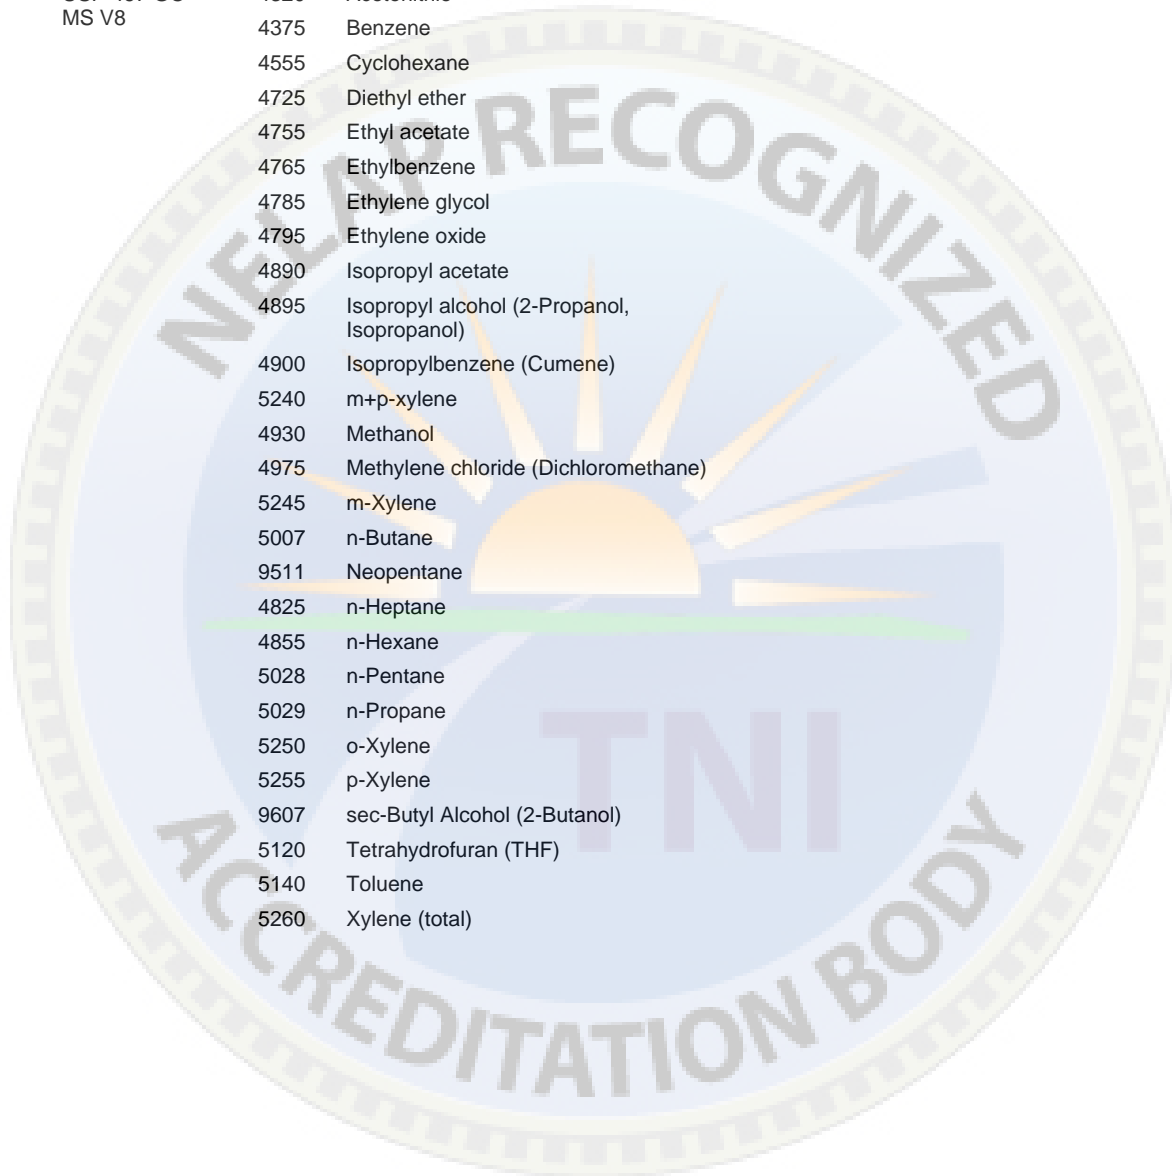 MS V8
4375 Benzene
4555 Cyclohexane
4725 Diethyl ether
4755 Ethyl acetate
4765 Ethylbenzene
4785 Ethylene glycol
4795 Ethylene oxide
4890 Isopropyl acetate
4895 Isopropyl alcohol (2-Propanol,
Isopropanol)
4900 Isopropylbenzene (Cumene)
5240 m+p-xylene
4930 Methanol
4975 Methylene chloride (Dichloromethane)
5245 m-Xylene
5007 n-Butane
9511 Neopentane
4825 n-Heptane
4855 n-Hexane
5028 n-Pentane
5029 n-Propane
5250 o-Xylene
5255 p-Xylene
9607 sec-Butyl Alcohol (2-Butanol)
5120 Tetrahydrofuran (THF)
5140 Toluene
5260 Xylene (total)
NELAP RECOGNIZED
TNI
ACCREDITATION BODY